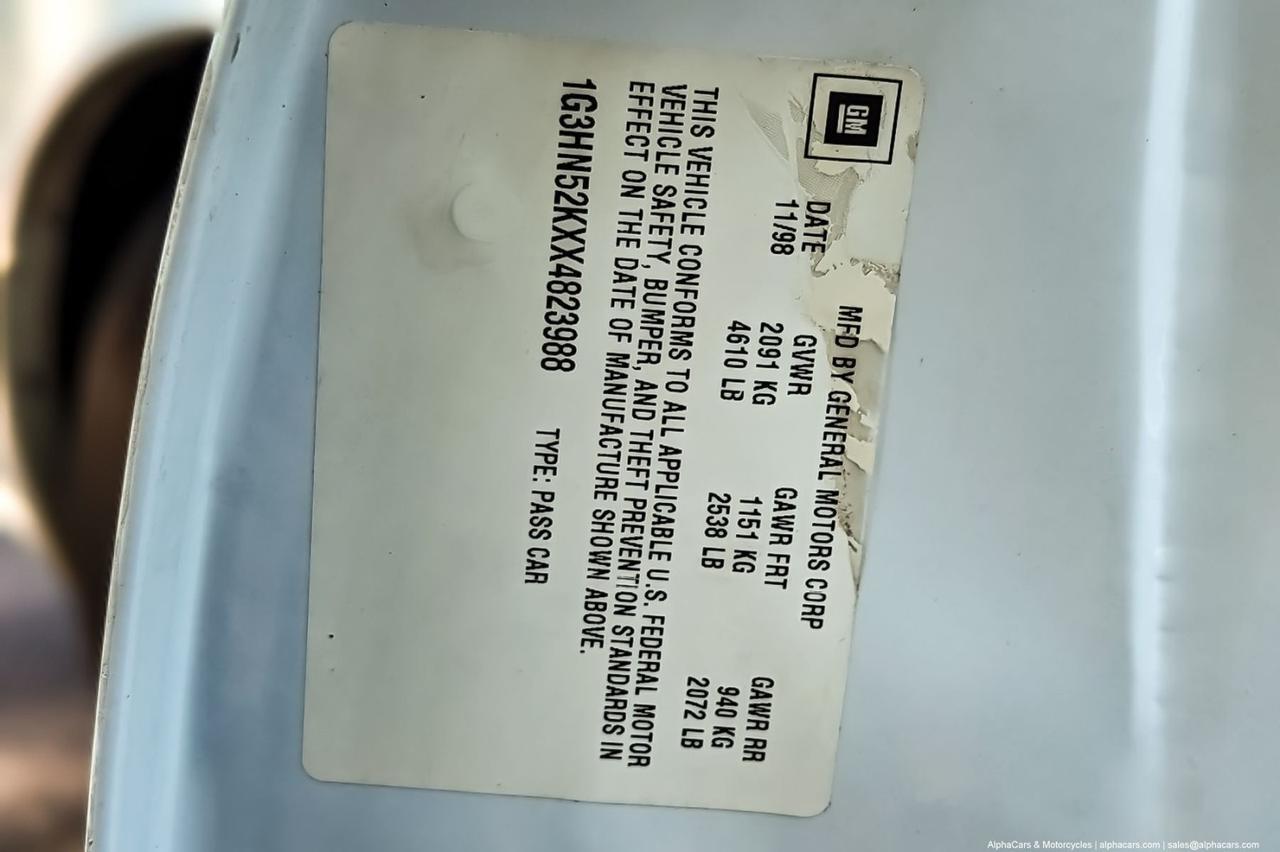 GM
MFD BY GENERAL MOTORS CORP
DATE GVWR GAWR FRT GAWR RR
11/98 2091 KG 1151 KG 940 KG
4610 LB 2538 LB 2072 LB
THIS VEHICLE CONFORMS TO ALL APPLICABLE U.S. FEDERAL MOTOR
VEHICLE SAFETY, BUMPER, AND THEFT PREVENTION STANDARDS IN
EFFECT ON THE DATE OF MANUFACTURE SHOWN ABOVE.
1G3HN52KXX4823988 TYPE: PASS CAR
AlphaCars & Motorcycles | alphacars.com | sales@alphacars.com